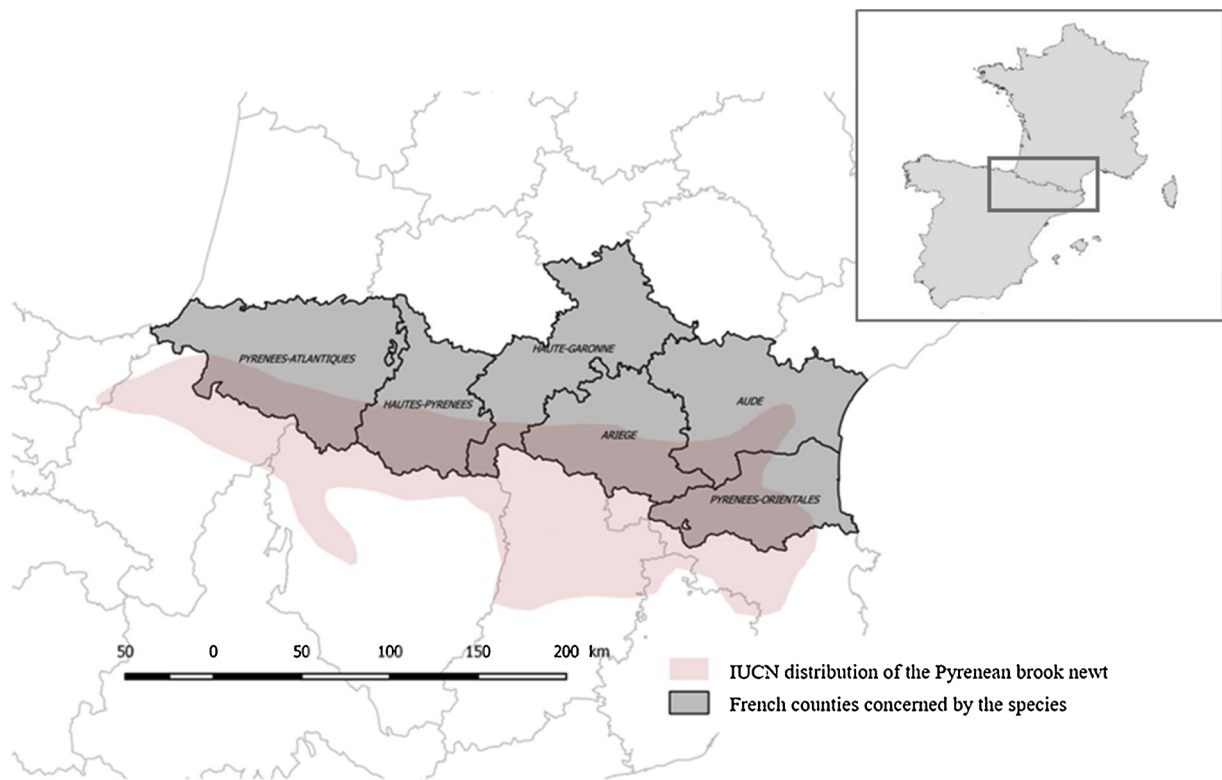 HAUTE-GARONNE
PYRENEES-ATLANTIQUES
HAUTES-PYRENEES
AUDE
ARIEGE
PYRENEES-ORIENTALES
50 0 50 100 150 200 km
IUCN distribution of the Pyrenean brook newt
French counties concerned by the species